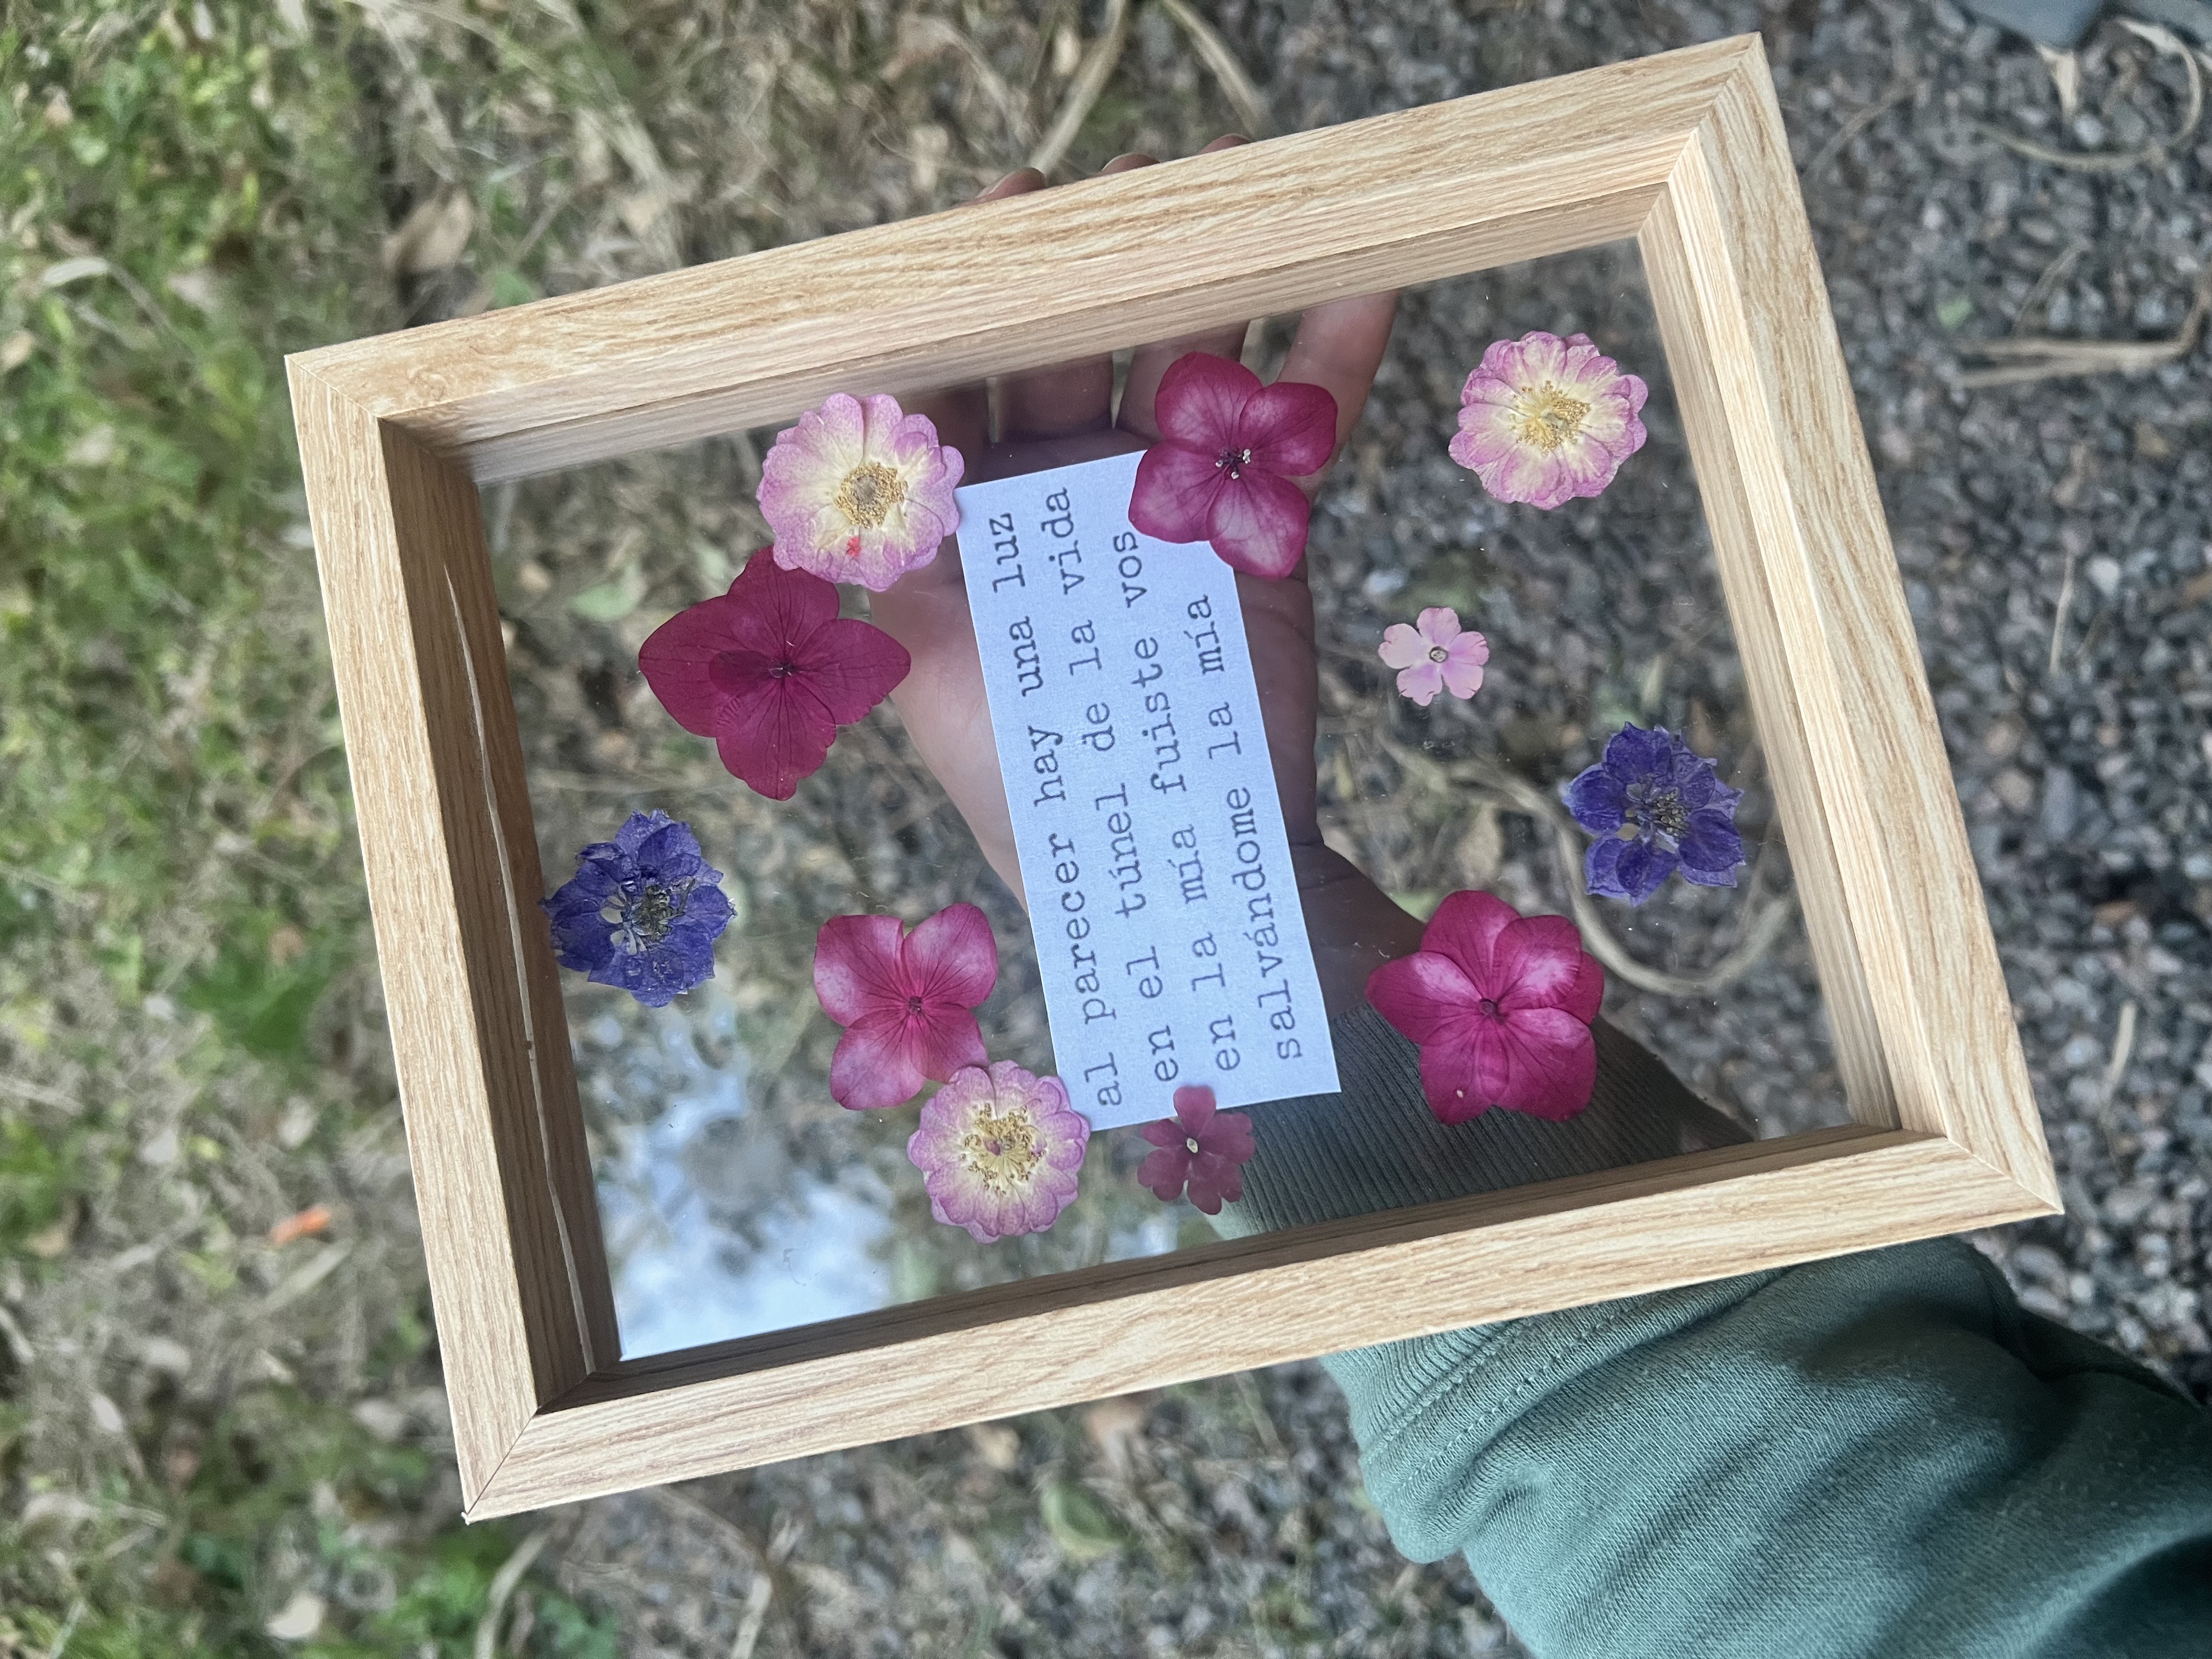 al parecer hay una luz
en el túnel de la vida
en la mía fuiste vos
salvándome la mía